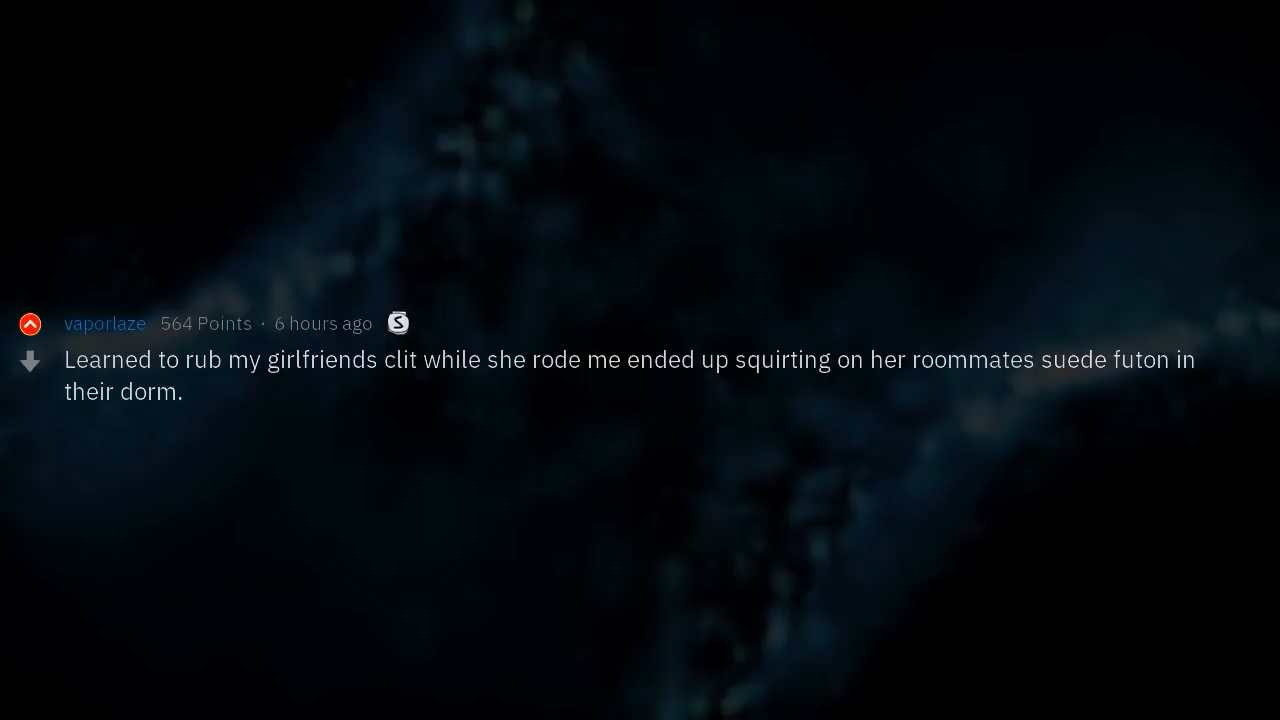 vaporlaze 564 Points · 6 hours ago S
Learned to rub my girlfriends clit while she rode me ended up squirting on her roommates suede futon in
their dorm.